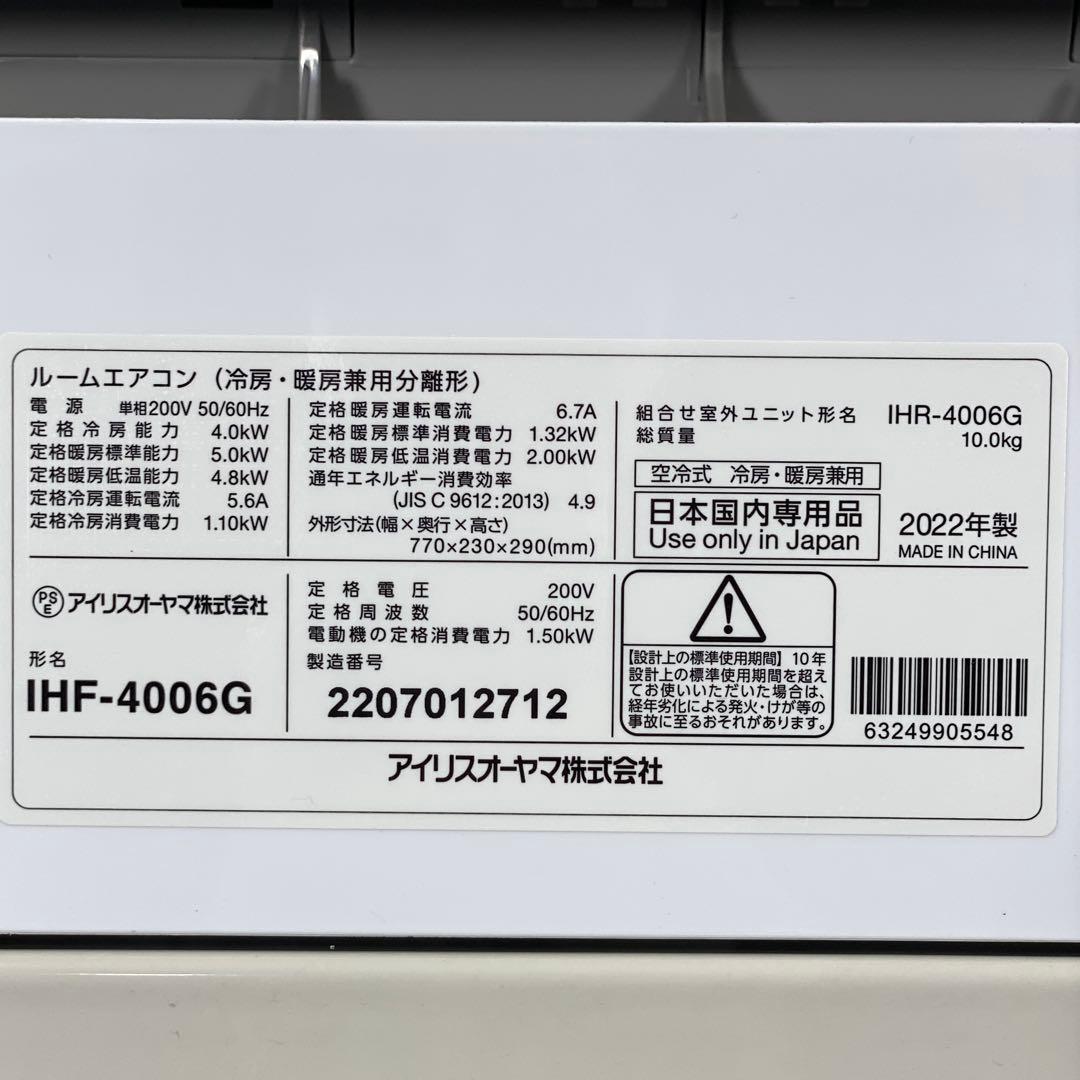 ルームエアコン（冷房・暖房兼用分離形）
電源 単相200V 50/60Hz
定格冷房能力 4.0kW
定格暖房標準能力 5.0kW
定格暖房低温能力 4.8kW
定格冷房運転電流 5.6A
定格冷房消費電力 1.10kW
定格暖房運転電流 6.7A
定格暖房標準消費電力 1.32kW
定格暖房低温消費電力 2.00kW
通年エネルギー消費効率
(JIS C 9612:2013) 4.9
外形寸法(幅×奥行×高さ)
770×230×290(mm)
組合せ室外ユニット形名 IHR-4006G
総質量 10.0kg
空冷式 冷房・暖房兼用
日本国内専用品
Use only in Japan
2022年製
MADE IN CHINA
PSE アイリスオーヤマ株式会社
形名
IHF-4006G
定格電圧 200V
定格周波数 50/60Hz
電動機の定格消費電力 1.50kW
製造番号
2207012712
【設計上の標準使用期間】10年
設計上の標準使用期間を超え
てお使いいただいた場合は、
経年劣化による発火・けが等の
事故に至るおそれがあります。
63249905548
アイリスオーヤマ株式会社